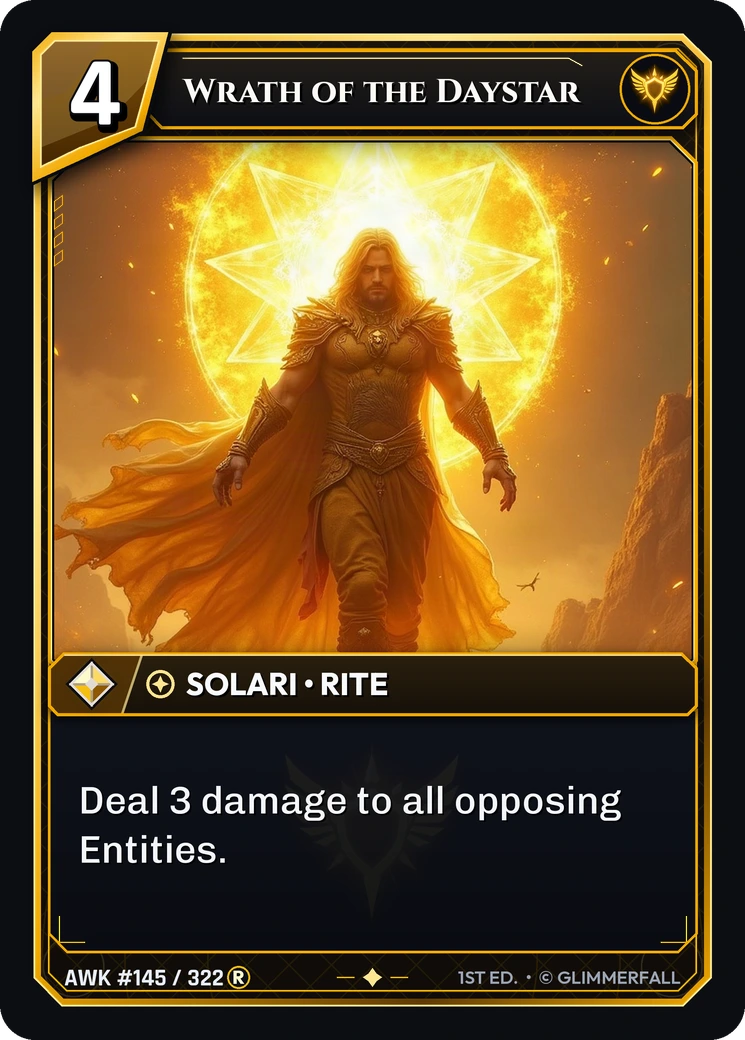 4
Wrath of the Daystar
SOLARI • RITE
Deal 3 damage to all opposing
Entities.
AWK #145 / 322 R
1ST ED. • © GLIMMERFALL